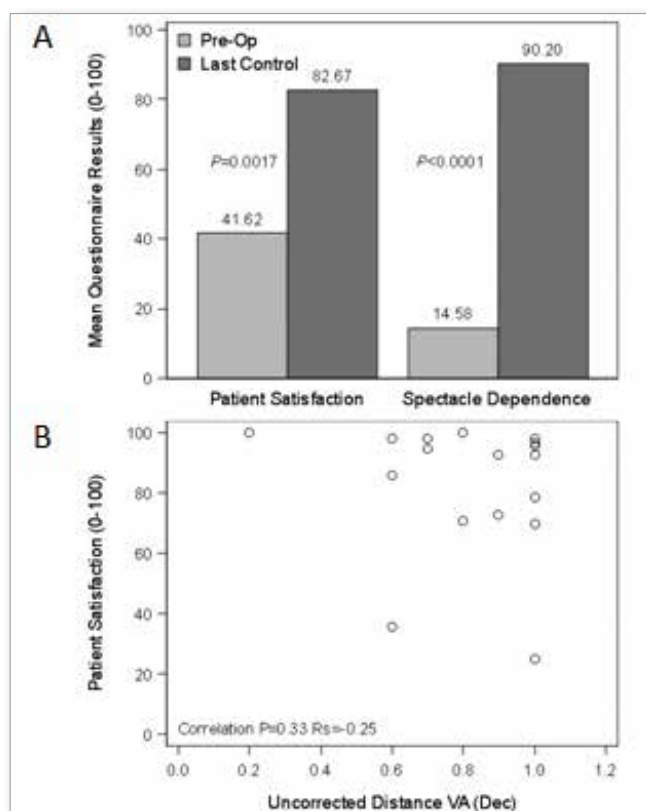 A
Pre-Op
Last Control
Mean Questionnaire Results (0-100)
100
80
60
40
20
0
41.62
82.67
P=0.0017
14.58
90.20
P<0.0001
Patient Satisfaction
Spectacle Dependence
B
Patient Satisfaction (0-100)
100
80
60
40
20
0
Correlation P=0.33 Rs=-0.25
0.0 0.2 0.4 0.6 0.8 1.0 1.2
Uncorrected Distance VA (Dec)